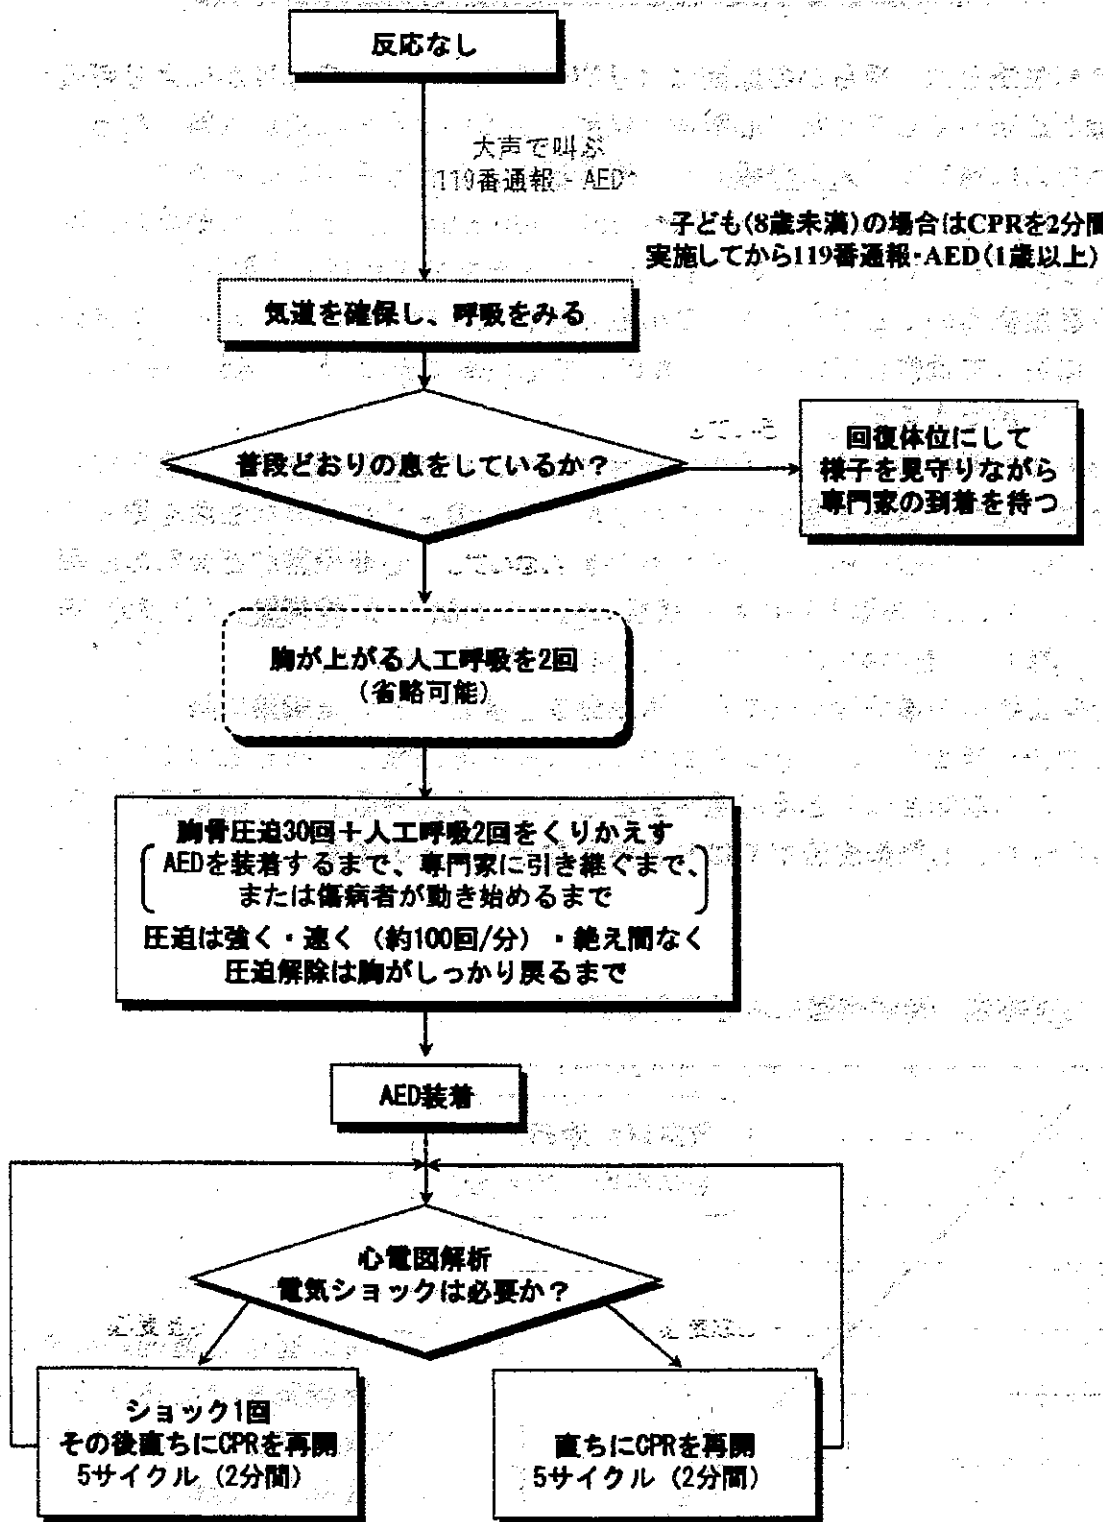 反応なし
大声で叫ぶ
119番通報・AED*
*子ども(8歳未満)の場合はCPRを2分間
実施してから119番通報・AED(1歳以上)
気道を確保し、呼吸をみる
普段どおりの息をしているか？
回復体位にして
様子を見守りながら
専門家の到着を待つ
胸が上がる人工呼吸を2回
(省略可能)
胸骨圧迫30回＋人工呼吸2回をくりかえす
AEDを装着するまで、専門家に引き継ぐまで、
または傷病者が動き始めるまで
圧迫は強く・速く（約100回/分）・絶え間なく
圧迫解除は胸がしっかり戻るまで
AED装着
心電図解析
電気ショックは必要か？
ショック1回
その後直ちにCPRを再開
5サイクル（2分間）
直ちにCPRを再開
5サイクル（2分間）